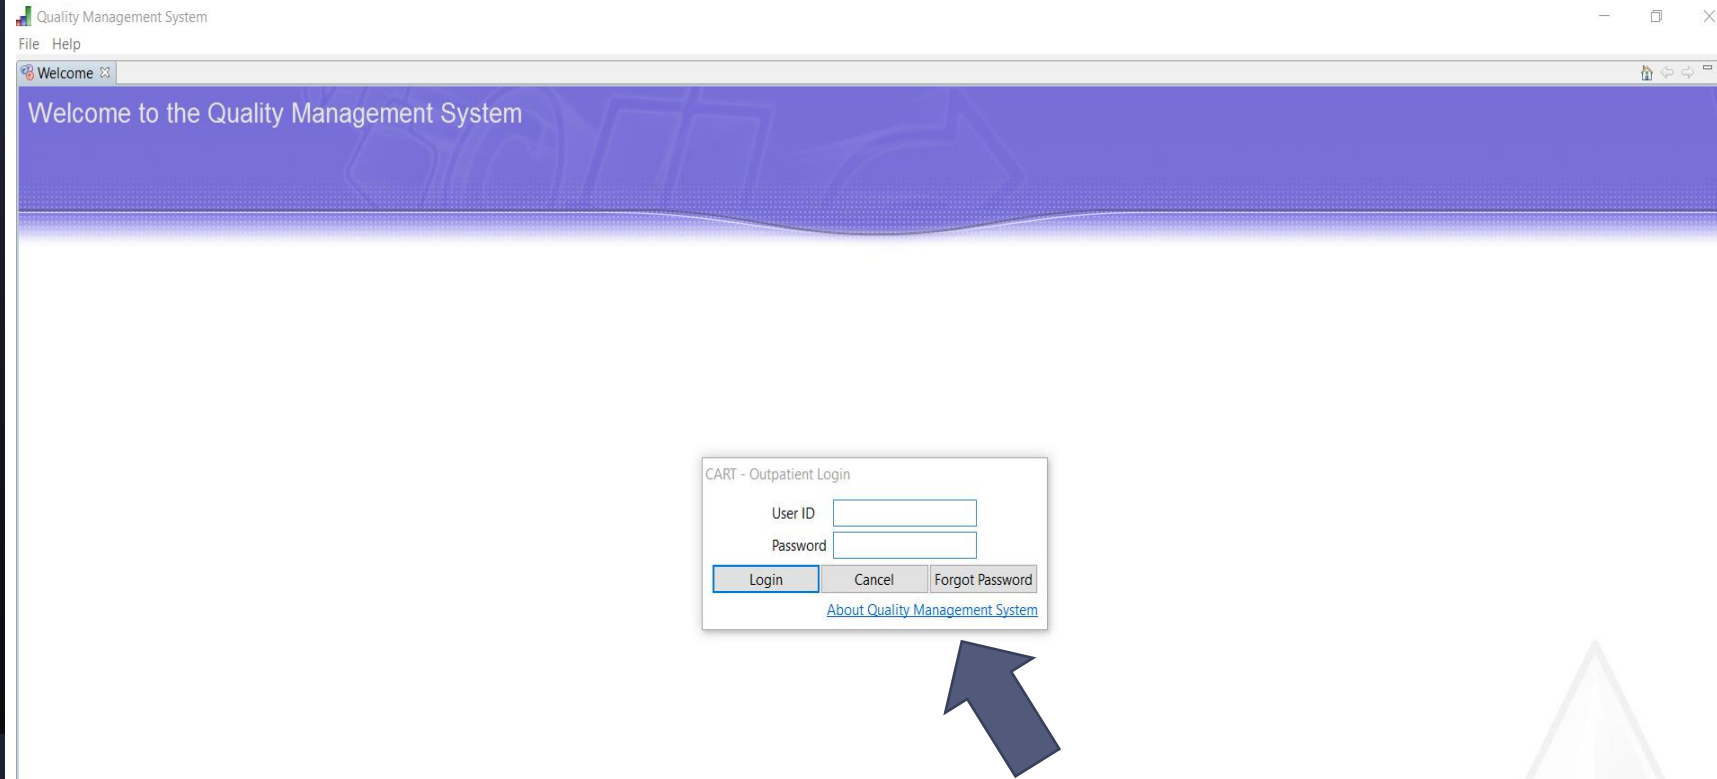 Quality Management System
File Help
Welcome
Welcome to the Quality Management System
CART - Outpatient Login
User ID
Password
Login Cancel Forgot Password
About Quality Management System